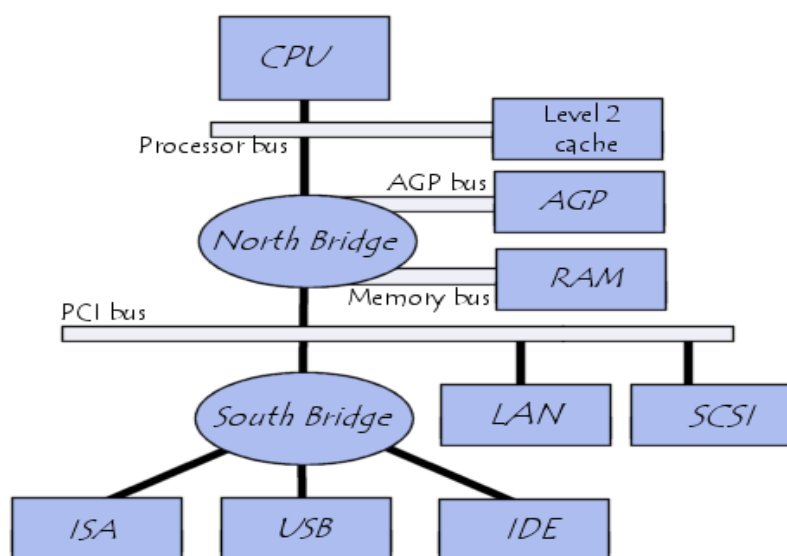 CPU
Level 2
cache
Processor bus
AGP bus
AGP
North Bridge
RAM
Memory bus
PCI bus
South Bridge
LAN
SCSI
ISA
USB
IDE